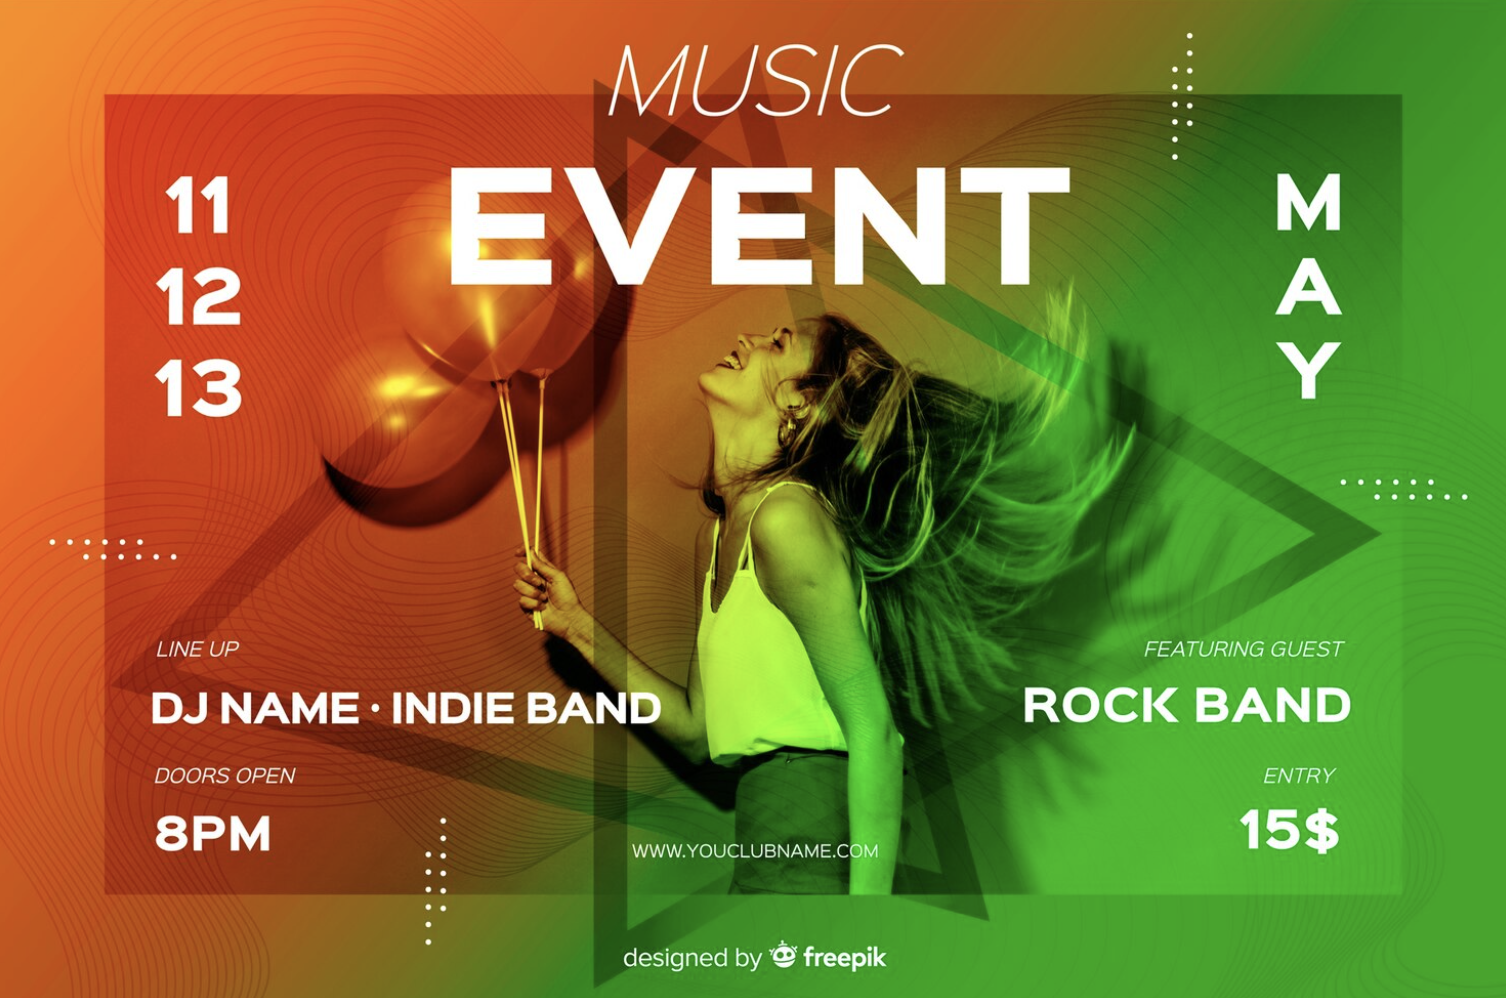 MUSIC
EVENT
11
12
13
MAY
LINE UP
DJ NAME • INDIE BAND
DOORS OPEN
8PM
FEATURING GUEST
ROCK BAND
ENTRY
15$
WWW.YOUCLUBNAME.COM
designed by freepik